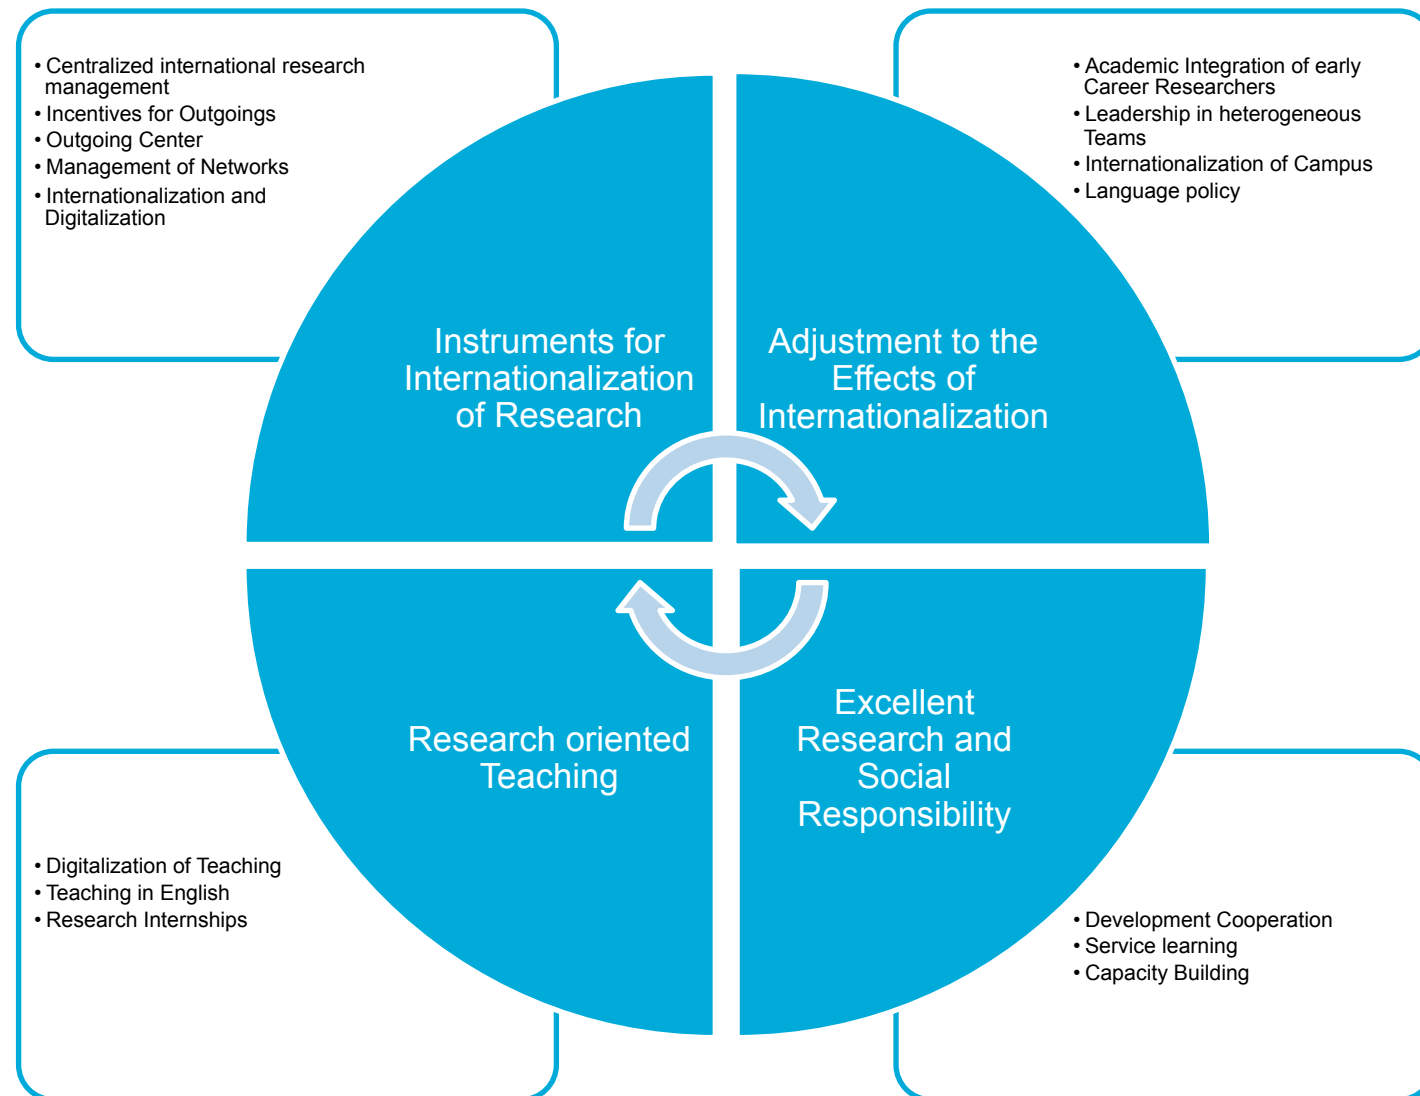 • Centralized international research
management
• Incentives for Outgoings
• Outgoing Center
• Management of Networks
• Internationalization and
Digitalization
• Academic Integration of early
Career Researchers
• Leadership in heterogeneous
Teams
• Internationalization of Campus
• Language policy
Instruments for
Internationalization
of Research
Adjustment to the
Effects of
Internationalization
Research oriented
Teaching
Excellent
Research and
Social
Responsibility
• Digitalization of Teaching
• Teaching in English
• Research Internships
• Development Cooperation
• Service learning
• Capacity Building